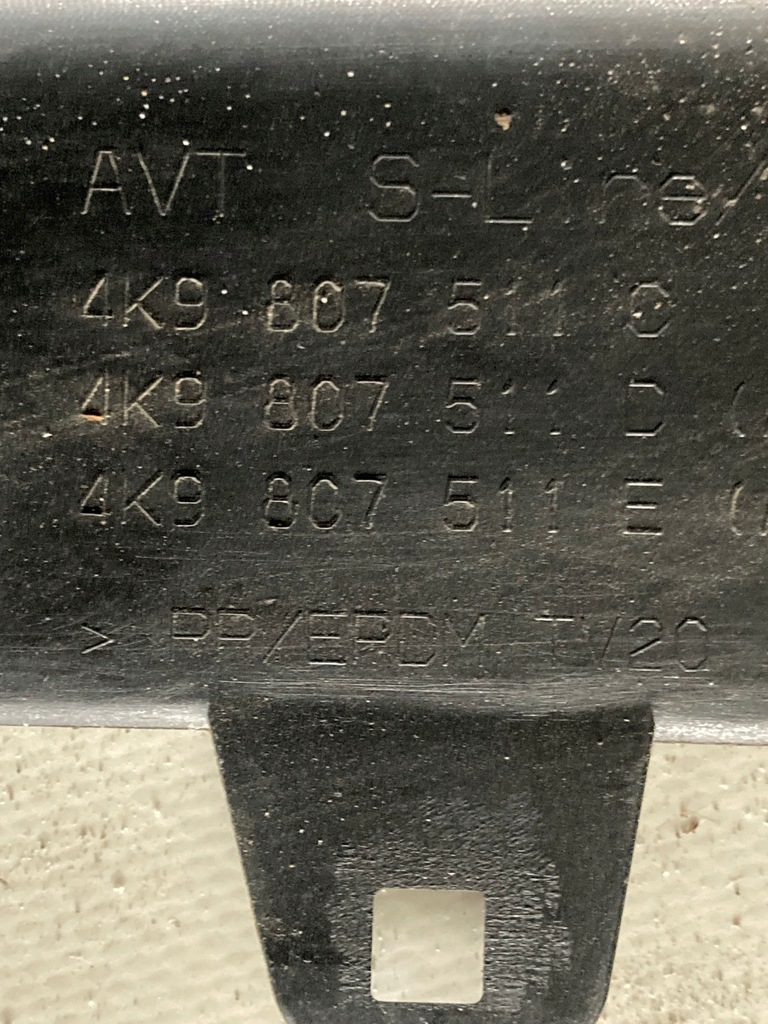 AVT S-Line/
4K9 807 511 C
4K9 807 511 D (
4K9 807 511 E (
> PP/EPDM TV20